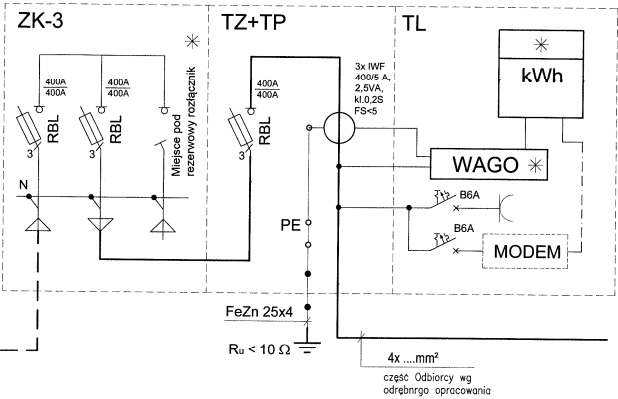 ZK-3
TZ+TP
TL
*
400A
400A
RBL
3
400A
400A
RBL
3
Miejsce pod
rezerwowy rozłącznik
N
400A
400A
RBL
3
3x IWF
400/5 A,
2,5VA,
kl.0,2S
FS<5
*
kWh
WAGO *
B6A
B6A
MODEM
PE
FeZn 25x4
Ru < 10 Ω
4x ....mm²
część Odbiorcy wg
odrębnrgo opracowania